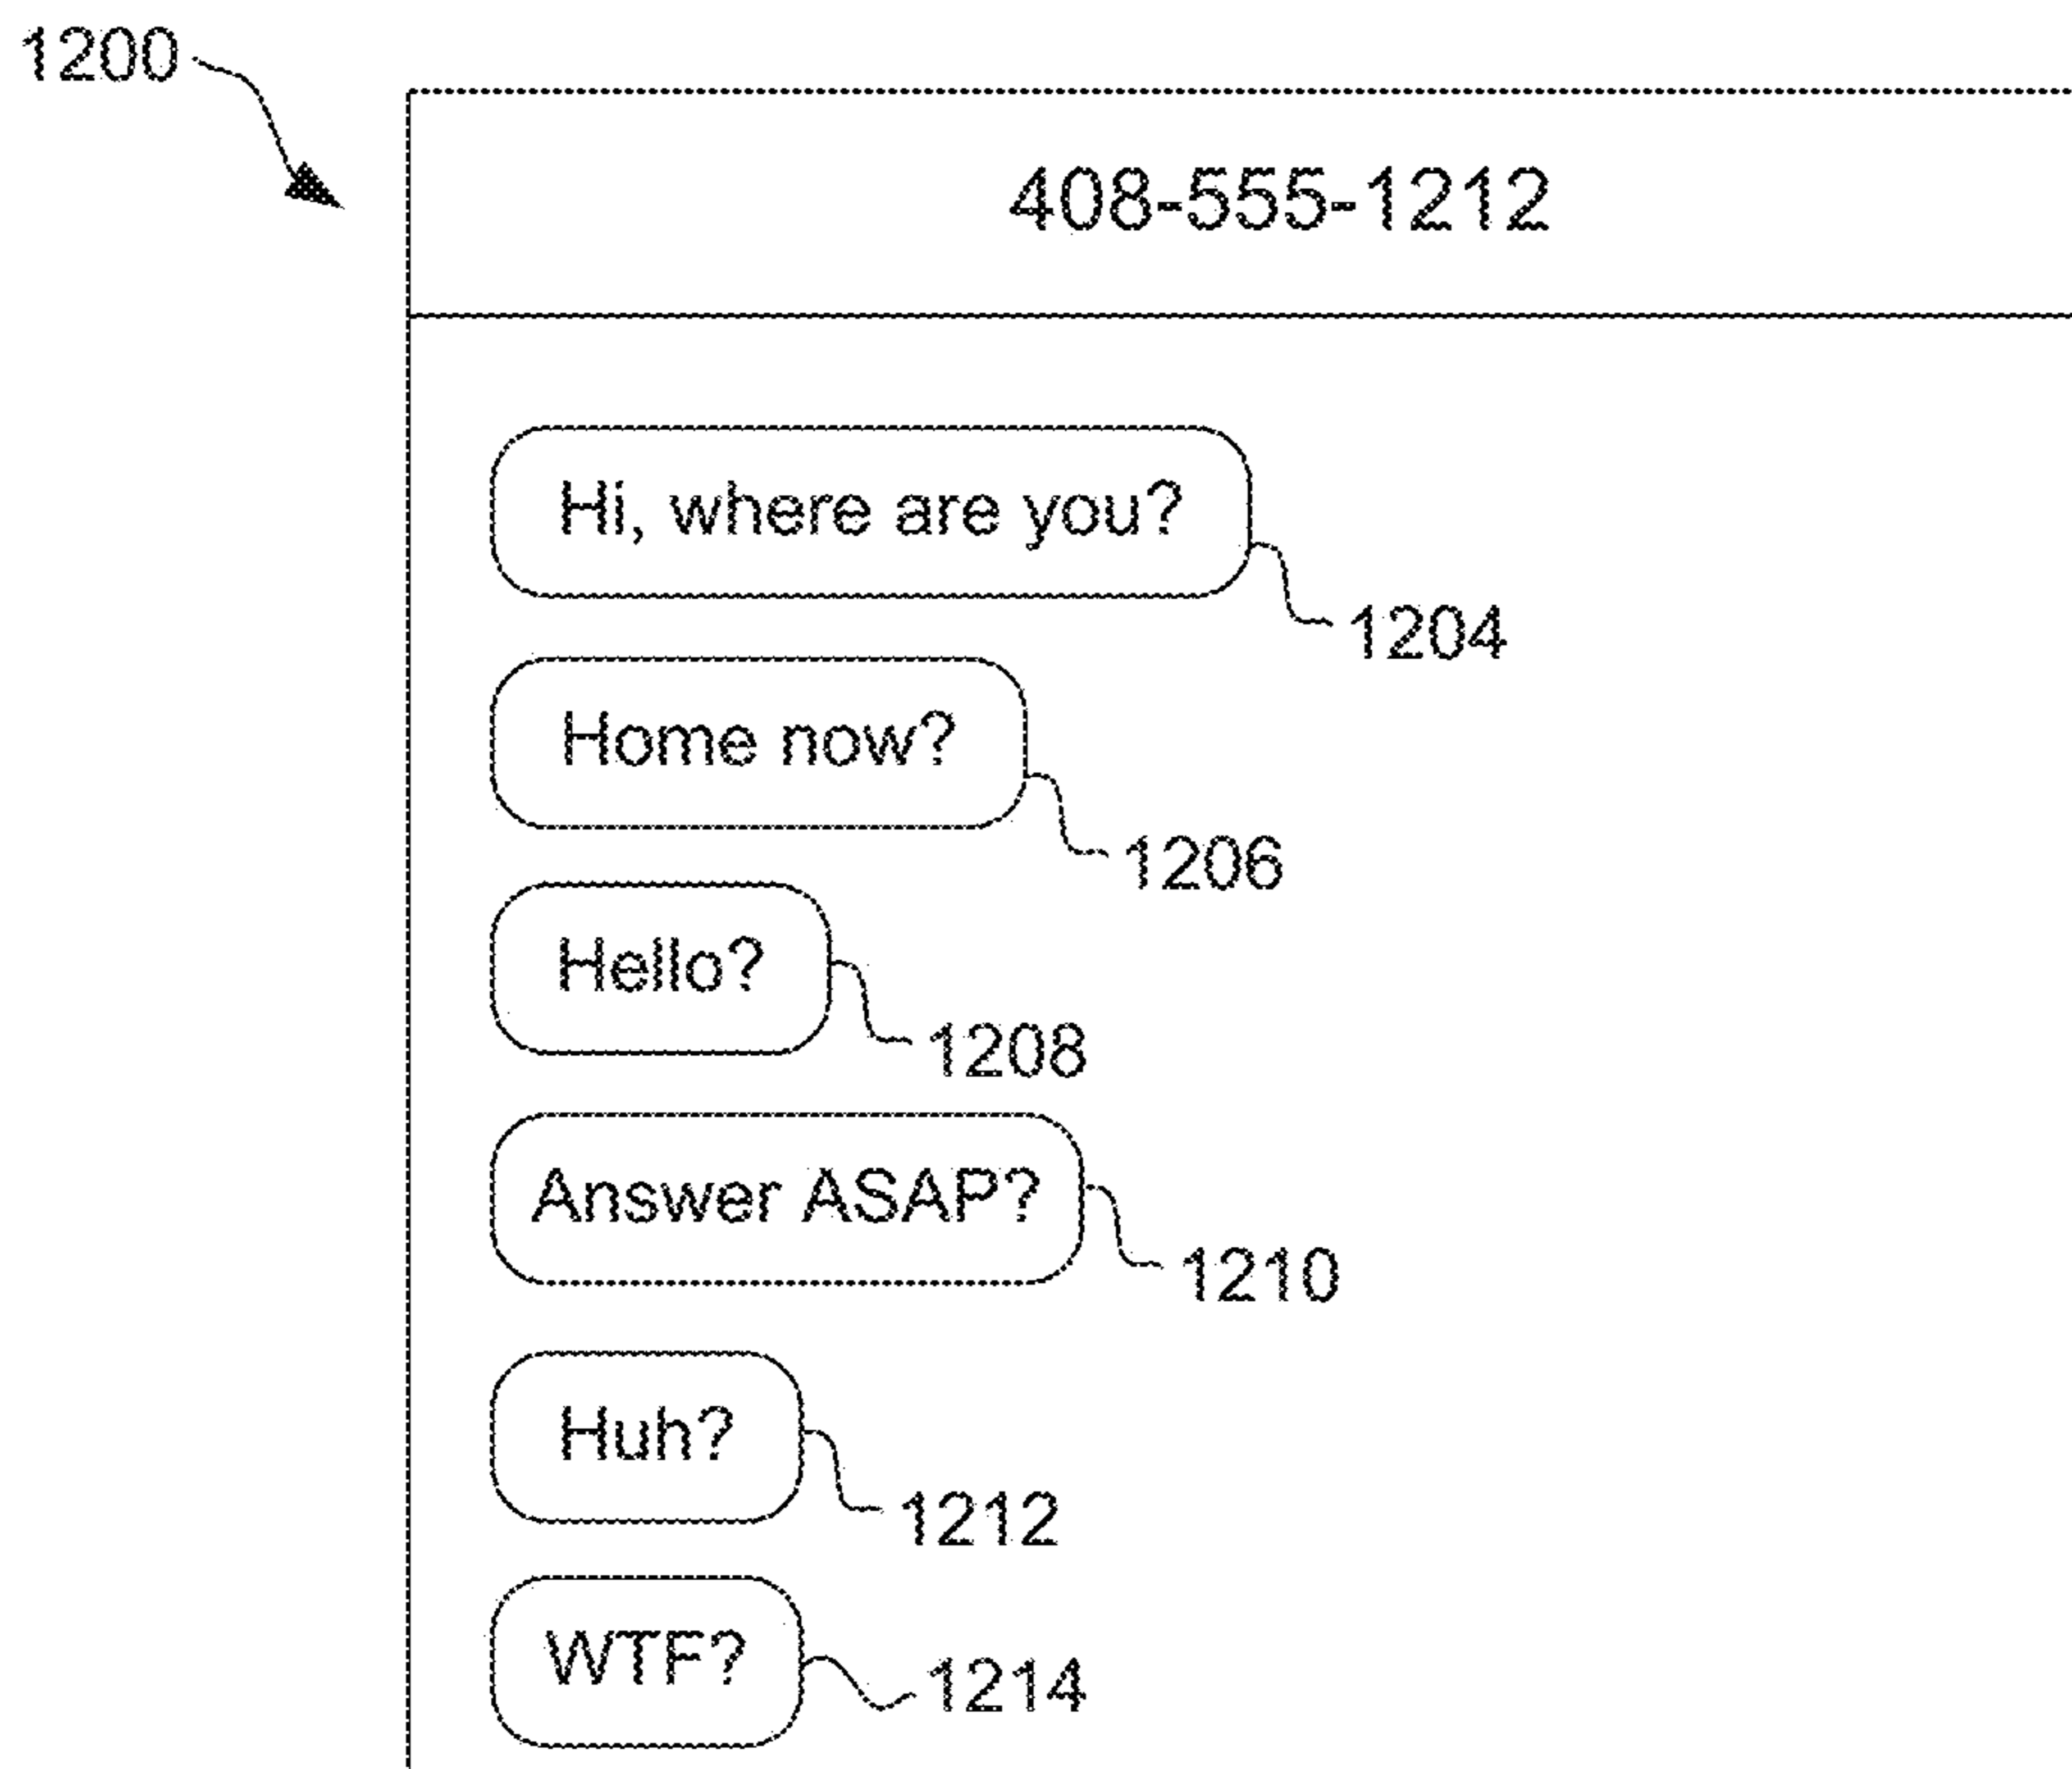 1200
408-555-1212
Hi, where are you?
1204
Home now?
1206
Hello?
1208
Answer ASAP?
1210
Huh?
1212
WTF?
1214